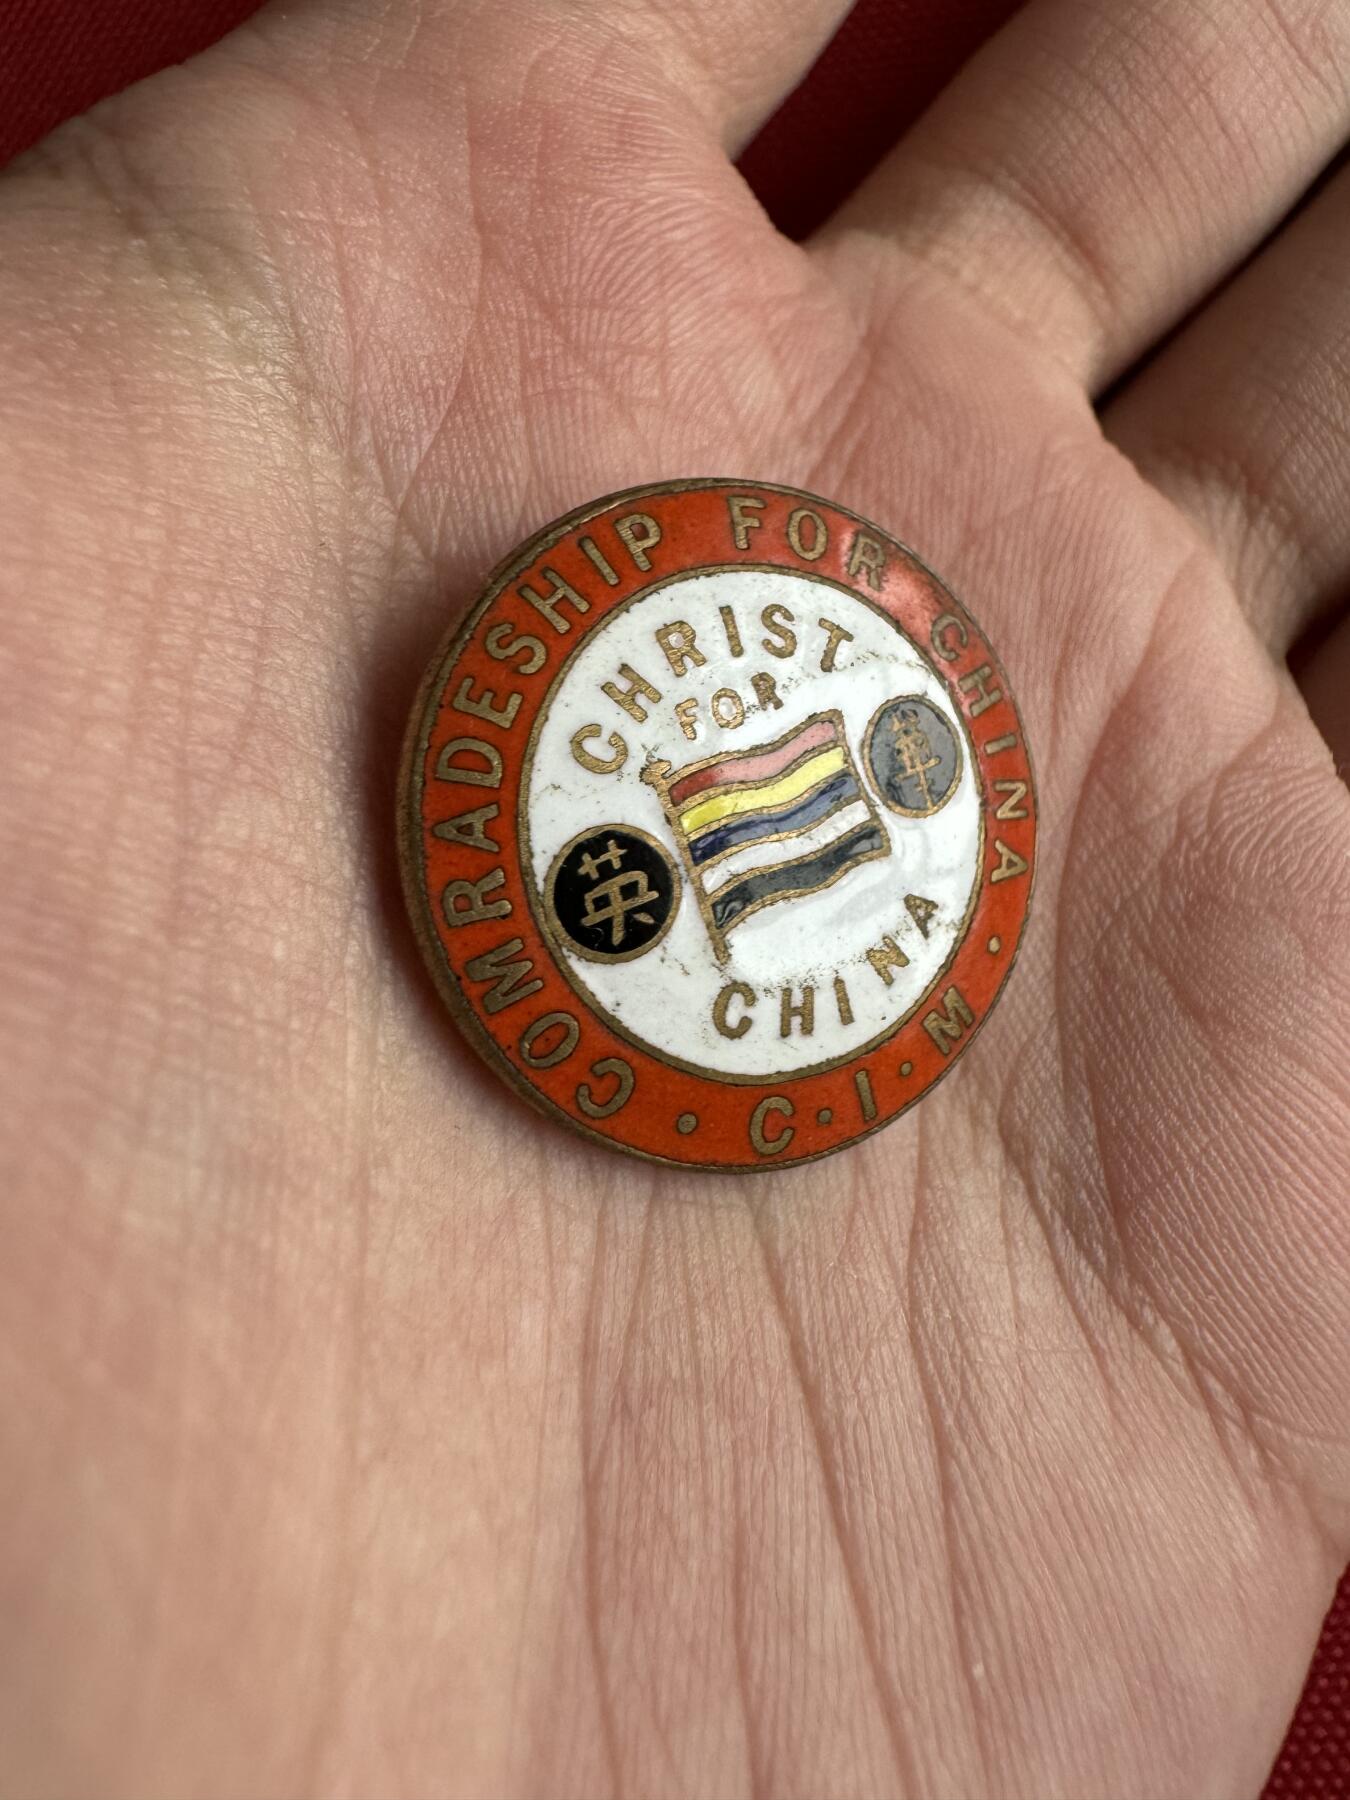 COMRADESHIP FOR CHINA · C·I·M·
CHRIST
FOR
英
華
CHINA